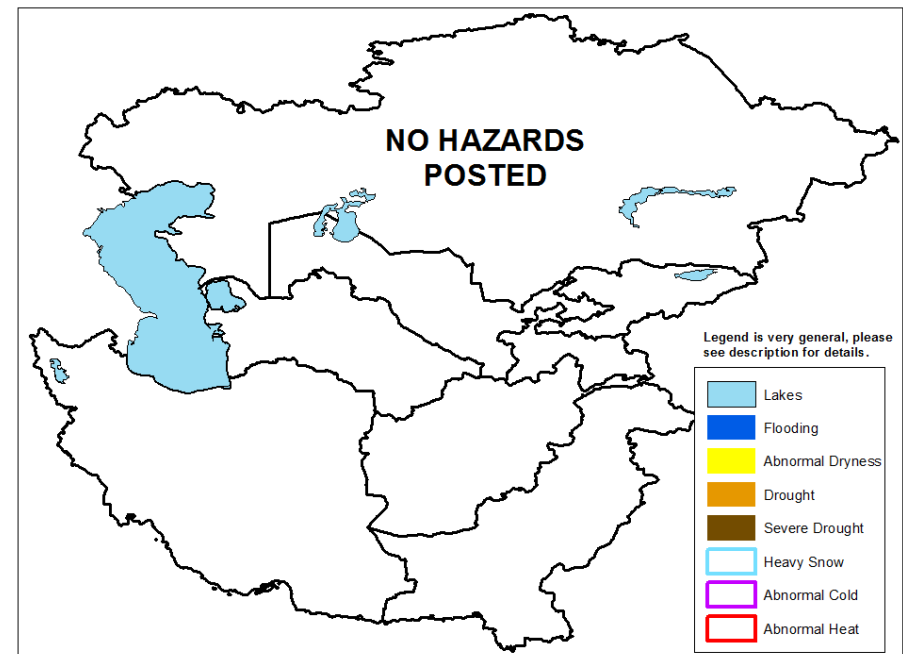 NO HAZARDS
POSTED
Legend is very general, please
see description for details.
Lakes
Flooding
Abnormal Dryness
Drought
Severe Drought
Heavy Snow
Abnormal Cold
Abnormal Heat